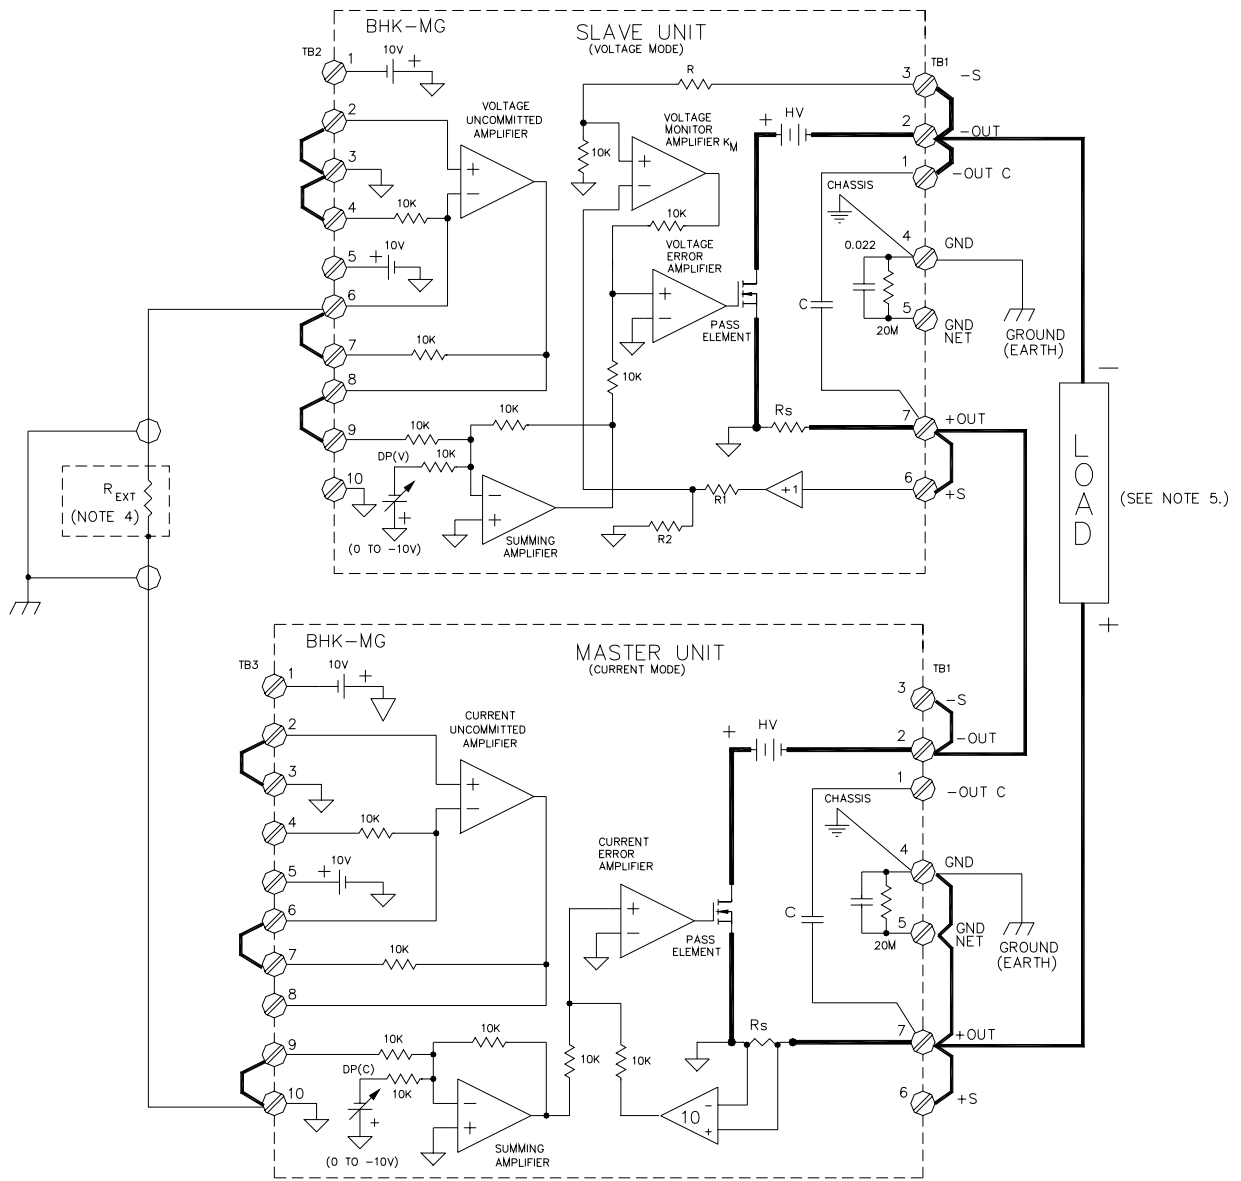 BHK-MG
SLAVE UNIT
(VOLTAGE MODE)
TB2
1
10V
+
2
3
4
10K
5
+
10V
6
7
10K
8
9
10K
10
VOLTAGE
UNCOMMITTED
AMPLIFIER
+
−
R
10K
VOLTAGE
MONITOR
AMPLIFIER KM
+
−
10K
VOLTAGE
ERROR
AMPLIFIER
+
−
PASS
ELEMENT
+
HV
TB1
3
-S
2
-OUT
1
-OUT C
CHASSIS
4
GND
0.022
C
20M
5
GND
NET
GROUND
(EARTH)
10K
10K
DP(V)
10K
+
(0 TO -10V)
−
+
SUMMING
AMPLIFIER
Rs
7
+OUT
+1
R1
R2
6
+S
−
LOAD
+
(SEE NOTE 5.)
REXT
(NOTE 4)
BHK-MG
MASTER UNIT
(CURRENT MODE)
TB3
1
10V
+
2
3
4
10K
5
+
10V
6
7
10K
8
9
10K
10
CURRENT
UNCOMMITTED
AMPLIFIER
+
−
CURRENT
ERROR
AMPLIFIER
+
−
PASS
ELEMENT
+
HV
TB1
3
-S
2
-OUT
1
-OUT C
CHASSIS
4
GND
C
20M
5
GND
NET
GROUND
(EARTH)
10K
DP(C)
10K
+
(0 TO -10V)
−
+
SUMMING
AMPLIFIER
10K
10K
Rs
10
−
+
7
+OUT
6
+S